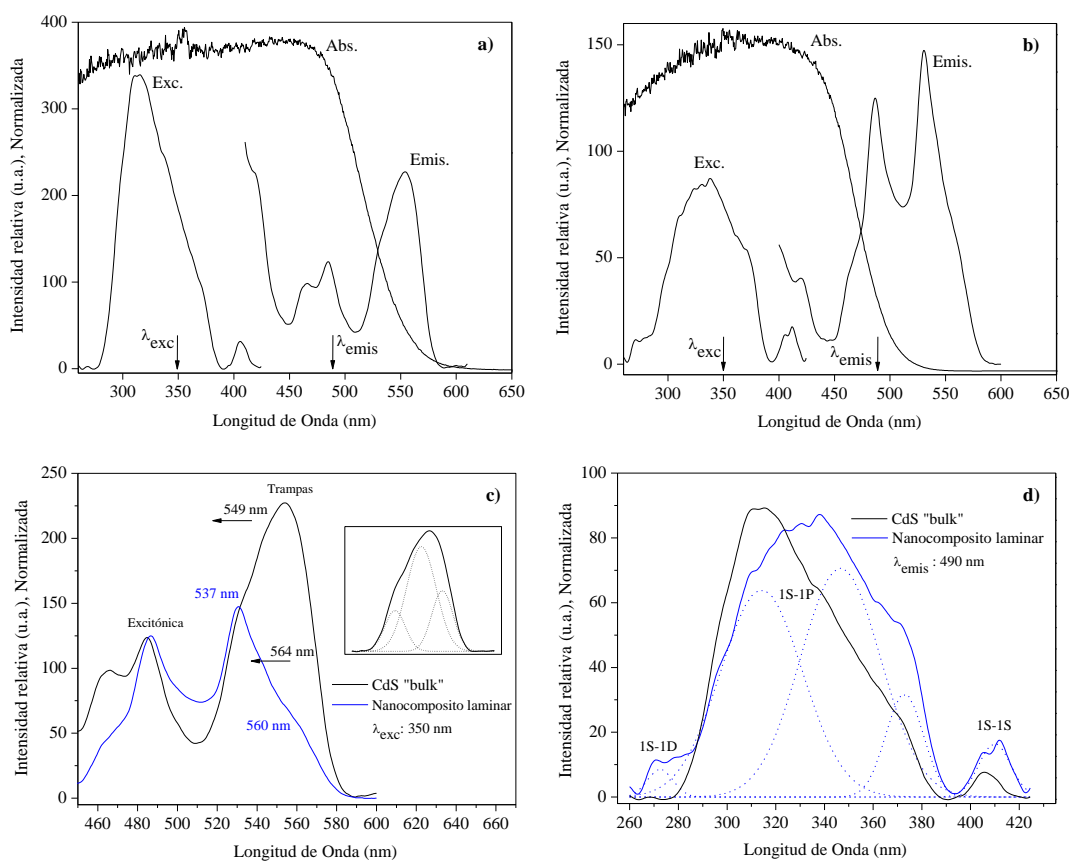 a)
Abs.
Exc.
Emis.
λexc
λemis
400
300
200
100
0
300 350 400 450 500 550 600 650
Intensidad relativa (u.a.), Normalizada
Longitud de Onda (nm)
b)
Abs.
Emis.
Exc.
λexc
λemis
150
100
50
0
300 350 400 450 500 550 600 650
Intensidad relativa (u.a.), Normalizada
Longitud de Onda (nm)
c)
Trampas
549 nm
537 nm
Excitónica
564 nm
560 nm
CdS "bulk"
Nanocomposito laminar
λexc: 350 nm
250
200
150
100
50
0
460 480 500 520 540 560 580 600 620 640 660
Intensidad relativa (u.a.), Normalizada
Longitud de Onda (nm)
d)
CdS "bulk"
Nanocomposito laminar
λemis : 490 nm
1S-1P
1S-1D
1S-1S
100
80
60
40
20
0
260 280 300 320 340 360 380 400 420
Intensidad relativa (u.a.), Normalizada
Longitud de Onda (nm)